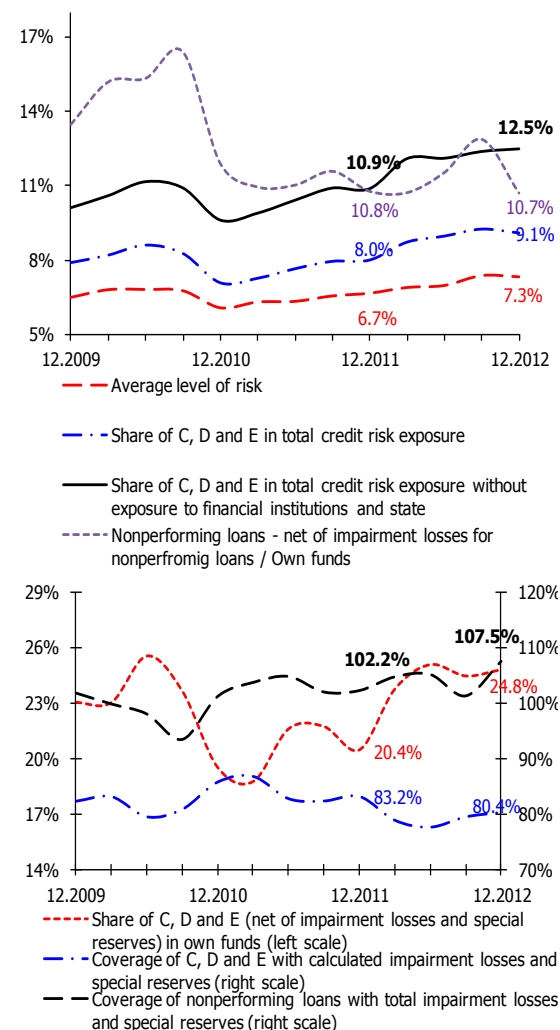 17%
14%
11%
8%
5%
10.9%
12.5%
10.8%
10.7%
8.0%
9.1%
6.7%
7.3%
12.2009 12.2010 12.2011 12.2012
Average level of risk
Share of C, D and E in total credit risk exposure
Share of C, D and E in total credit risk exposure without
exposure to financial institutions and state
Nonperforming loans - net of impairment losses for
nonperfromig loans / Own funds
29% 120%
26% 110%
23% 100%
20% 90%
17% 80%
14% 70%
102.2%
107.5%
24.8%
20.4%
83.2%
80.4%
12.2009 12.2010 12.2011 12.2012
Share of C, D and E (net of impairment losses and special
reserves) in own funds (left scale)
Coverage of C, D and E with calculated impairment losses and
special reserves (right scale)
Coverage of nonperforming loans with total impairment losses
and special reserves (right scale)